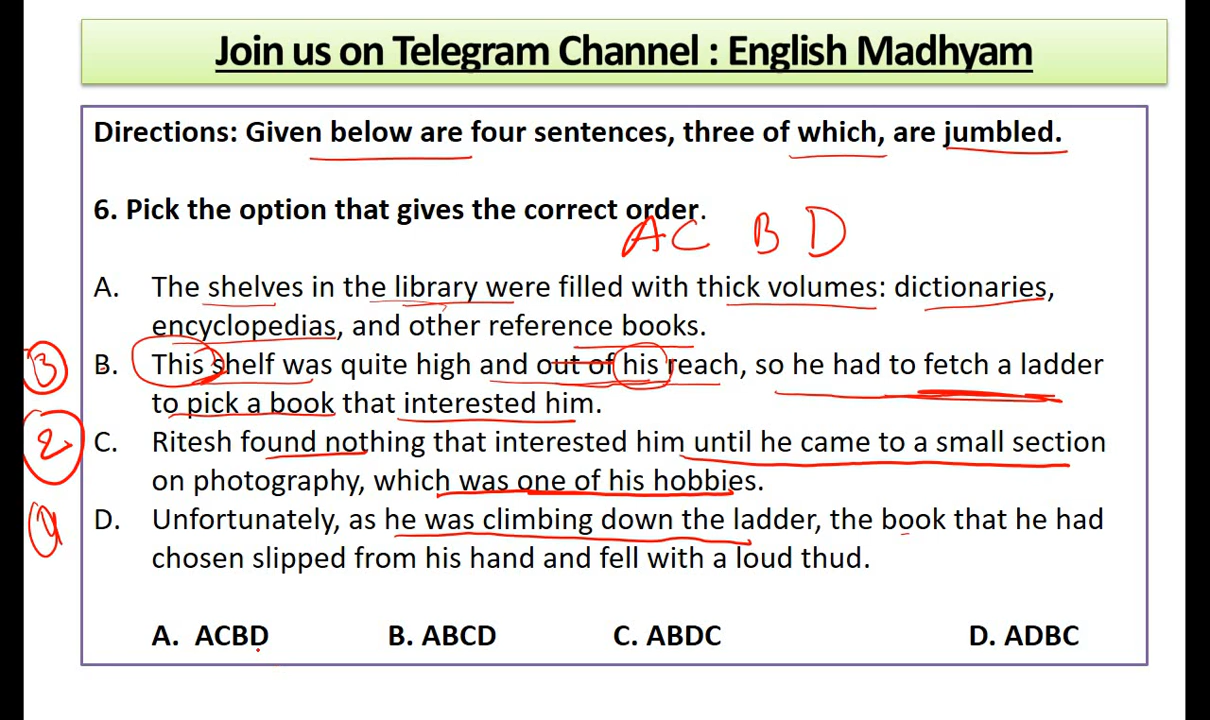 Join us on Telegram Channel : English Madhyam
Directions: Given below are four sentences, three of which, are jumbled.
6. Pick the option that gives the correct order.
A C B D
A. The shelves in the library were filled with thick volumes: dictionaries,
encyclopedias, and other reference books.
3 B. This shelf was quite high and out of his reach, so he had to fetch a ladder
to pick a book that interested him.
2 C. Ritesh found nothing that interested him until he came to a small section
on photography, which was one of his hobbies.
4 D. Unfortunately, as he was climbing down the ladder, the book that he had
chosen slipped from his hand and fell with a loud thud.
A. ACBD B. ABCD C. ABDC D. ADBC